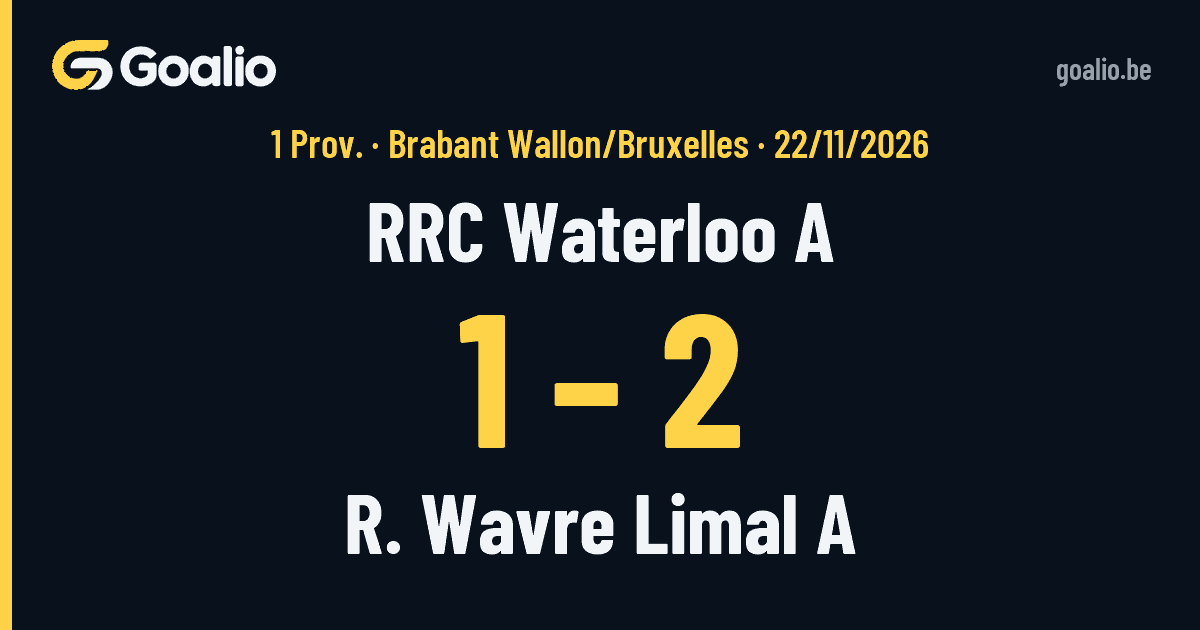 Goalio
goalio.be
1 Prov. · Brabant Wallon/Bruxelles · 22/11/2026
RRC Waterloo A
1 – 2
R. Wavre Limal A